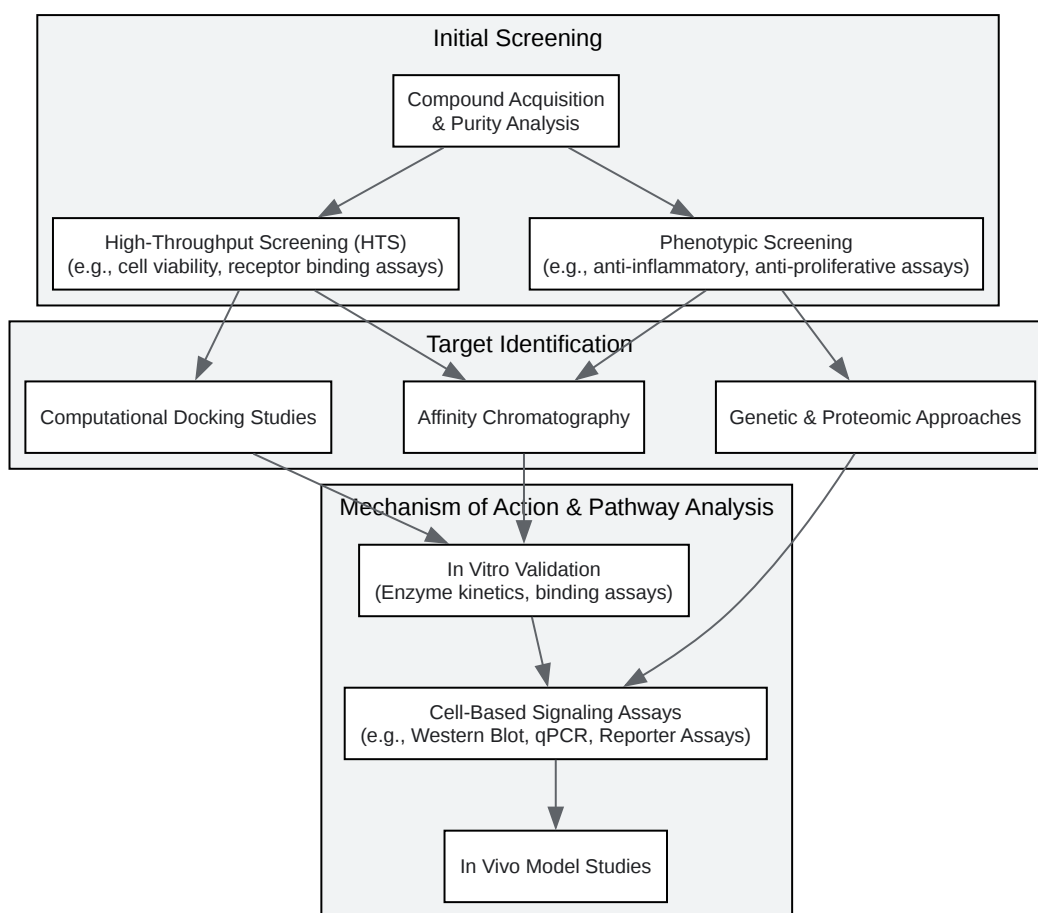 Initial Screening
Compound Acquisition
& Purity Analysis
High-Throughput Screening (HTS)
(e.g., cell viability, receptor binding assays)
Phenotypic Screening
(e.g., anti-inflammatory, anti-proliferative assays)
Target Identification
Computational Docking Studies
Affinity Chromatography
Genetic & Proteomic Approaches
Mechanism of Action & Pathway Analysis
In Vitro Validation
(Enzyme kinetics, binding assays)
Cell-Based Signaling Assays
(e.g., Western Blot, qPCR, Reporter Assays)
In Vivo Model Studies